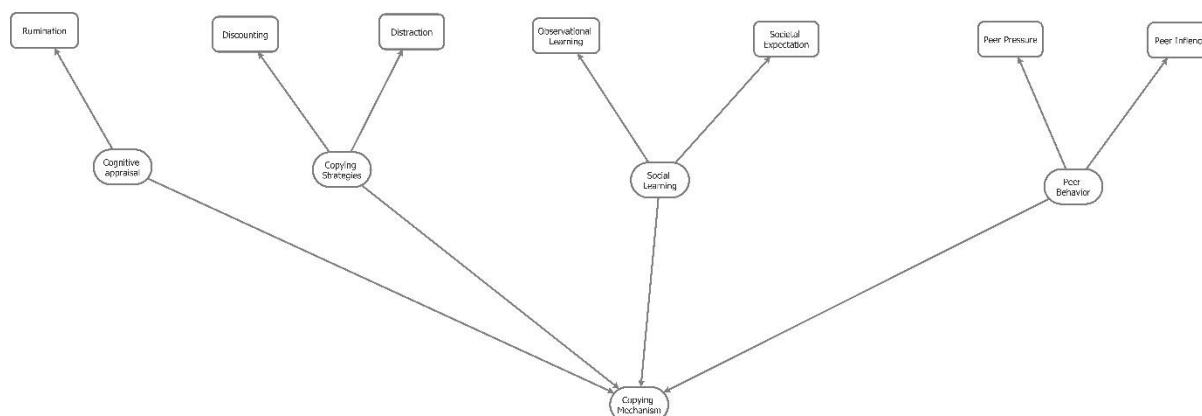 Rumination
Discounting
Distraction
Observational
Learning
Societal
Expectation
Peer Pressure
Peer Inflenc
Cognitive
appraisal
Copying
Strategies
Social
Learning
Peer
Behavior
Copying
Mechanism